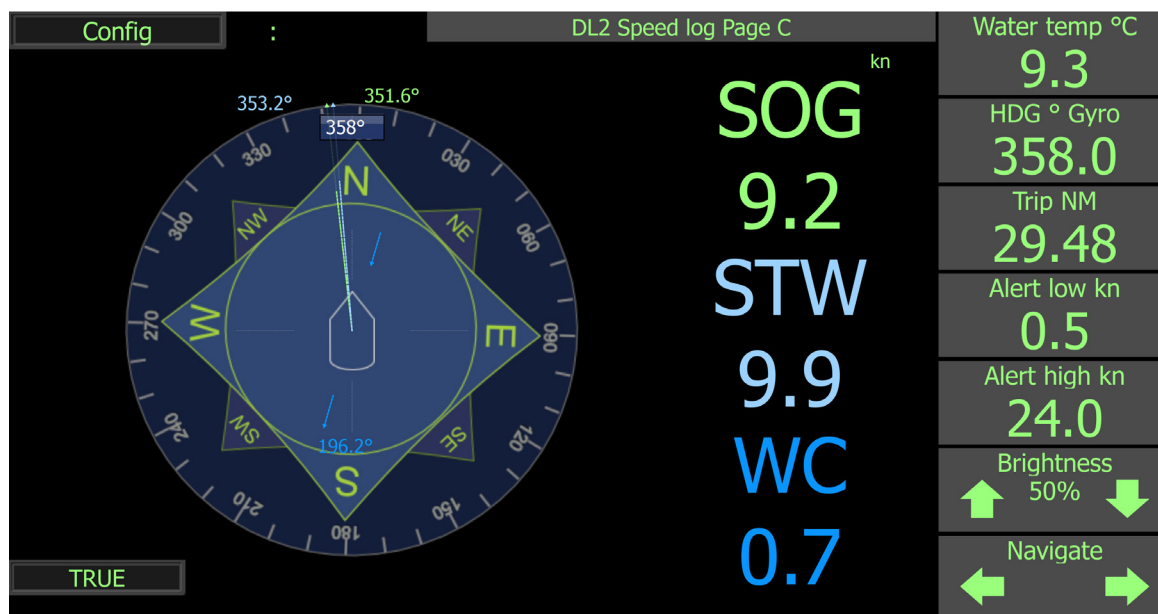 Config
:
DL2 Speed log Page C
353.2°
351.6°
358°
N
NE
E
SE
S
SW
W
NW
030
060
090
120
150
180
210
240
270
300
330
196.2°
TRUE
kn
SOG
9.2
STW
9.9
WC
0.7
Water temp °C
9.3
HDG ° Gyro
358.0
Trip NM
29.48
Alert low kn
0.5
Alert high kn
24.0
Brightness
50%
Navigate